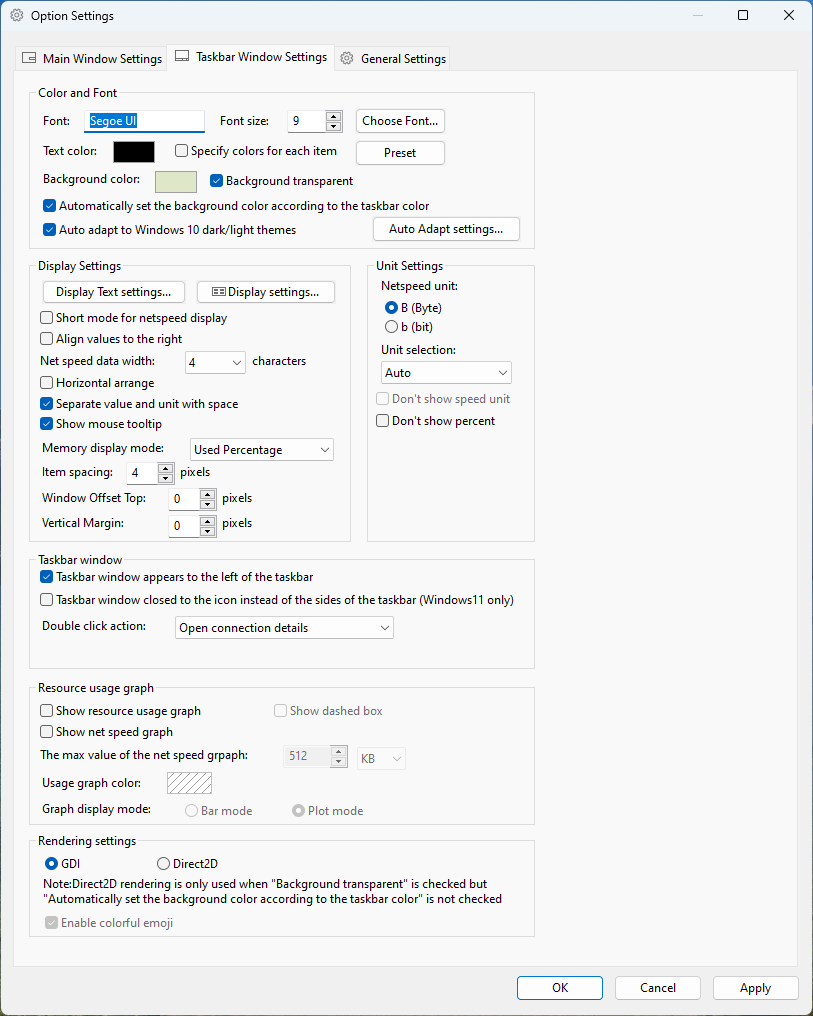 Option Settings
Main Window Settings
Taskbar Window Settings
General Settings
Color and Font
Font:
Segoe UI
Font size:
9
Choose Font...
Text color:
Specify colors for each item
Preset
Background color:
Background transparent
Automatically set the background color according to the taskbar color
Auto adapt to Windows 10 dark/light themes
Auto Adapt settings...
Display Settings
Display Text settings...
Display settings...
Short mode for netspeed display
Align values to the right
Net speed data width:
4
characters
Horizontal arrange
Separate value and unit with space
Show mouse tooltip
Memory display mode:
Used Percentage
Item spacing:
4
pixels
Window Offset Top:
0
pixels
Vertical Margin:
0
pixels
Unit Settings
Netspeed unit:
B (Byte)
b (bit)
Unit selection:
Auto
Don't show speed unit
Don't show percent
Taskbar window
Taskbar window appears to the left of the taskbar
Taskbar window closed to the icon instead of the sides of the taskbar (Windows11 only)
Double click action:
Open connection details
Resource usage graph
Show resource usage graph
Show dashed box
Show net speed graph
The max value of the net speed grpaph:
512
KB
Usage graph color:
Graph display mode:
Bar mode
Plot mode
Rendering settings
GDI
Direct2D
Note:Direct2D rendering is only used when "Background transparent" is checked but
"Automatically set the background color according to the taskbar color" is not checked
Enable colorful emoji
OK
Cancel
Apply